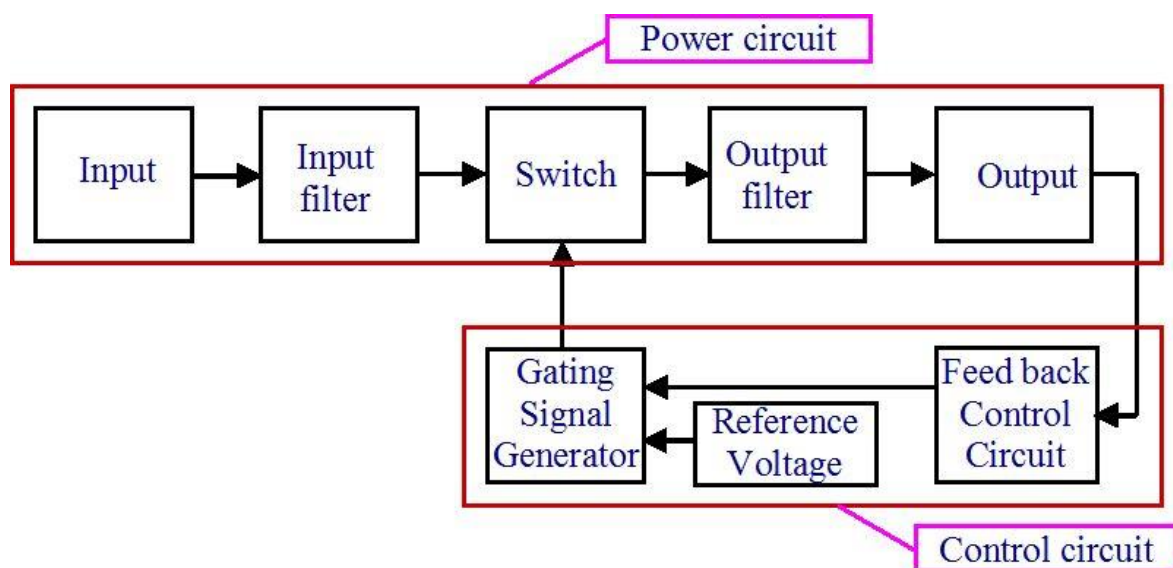 Power circuit
Input
Input
filter
Switch
Output
filter
Output
Gating
Signal
Generator
Reference
Voltage
Feed back
Control
Circuit
Control circuit